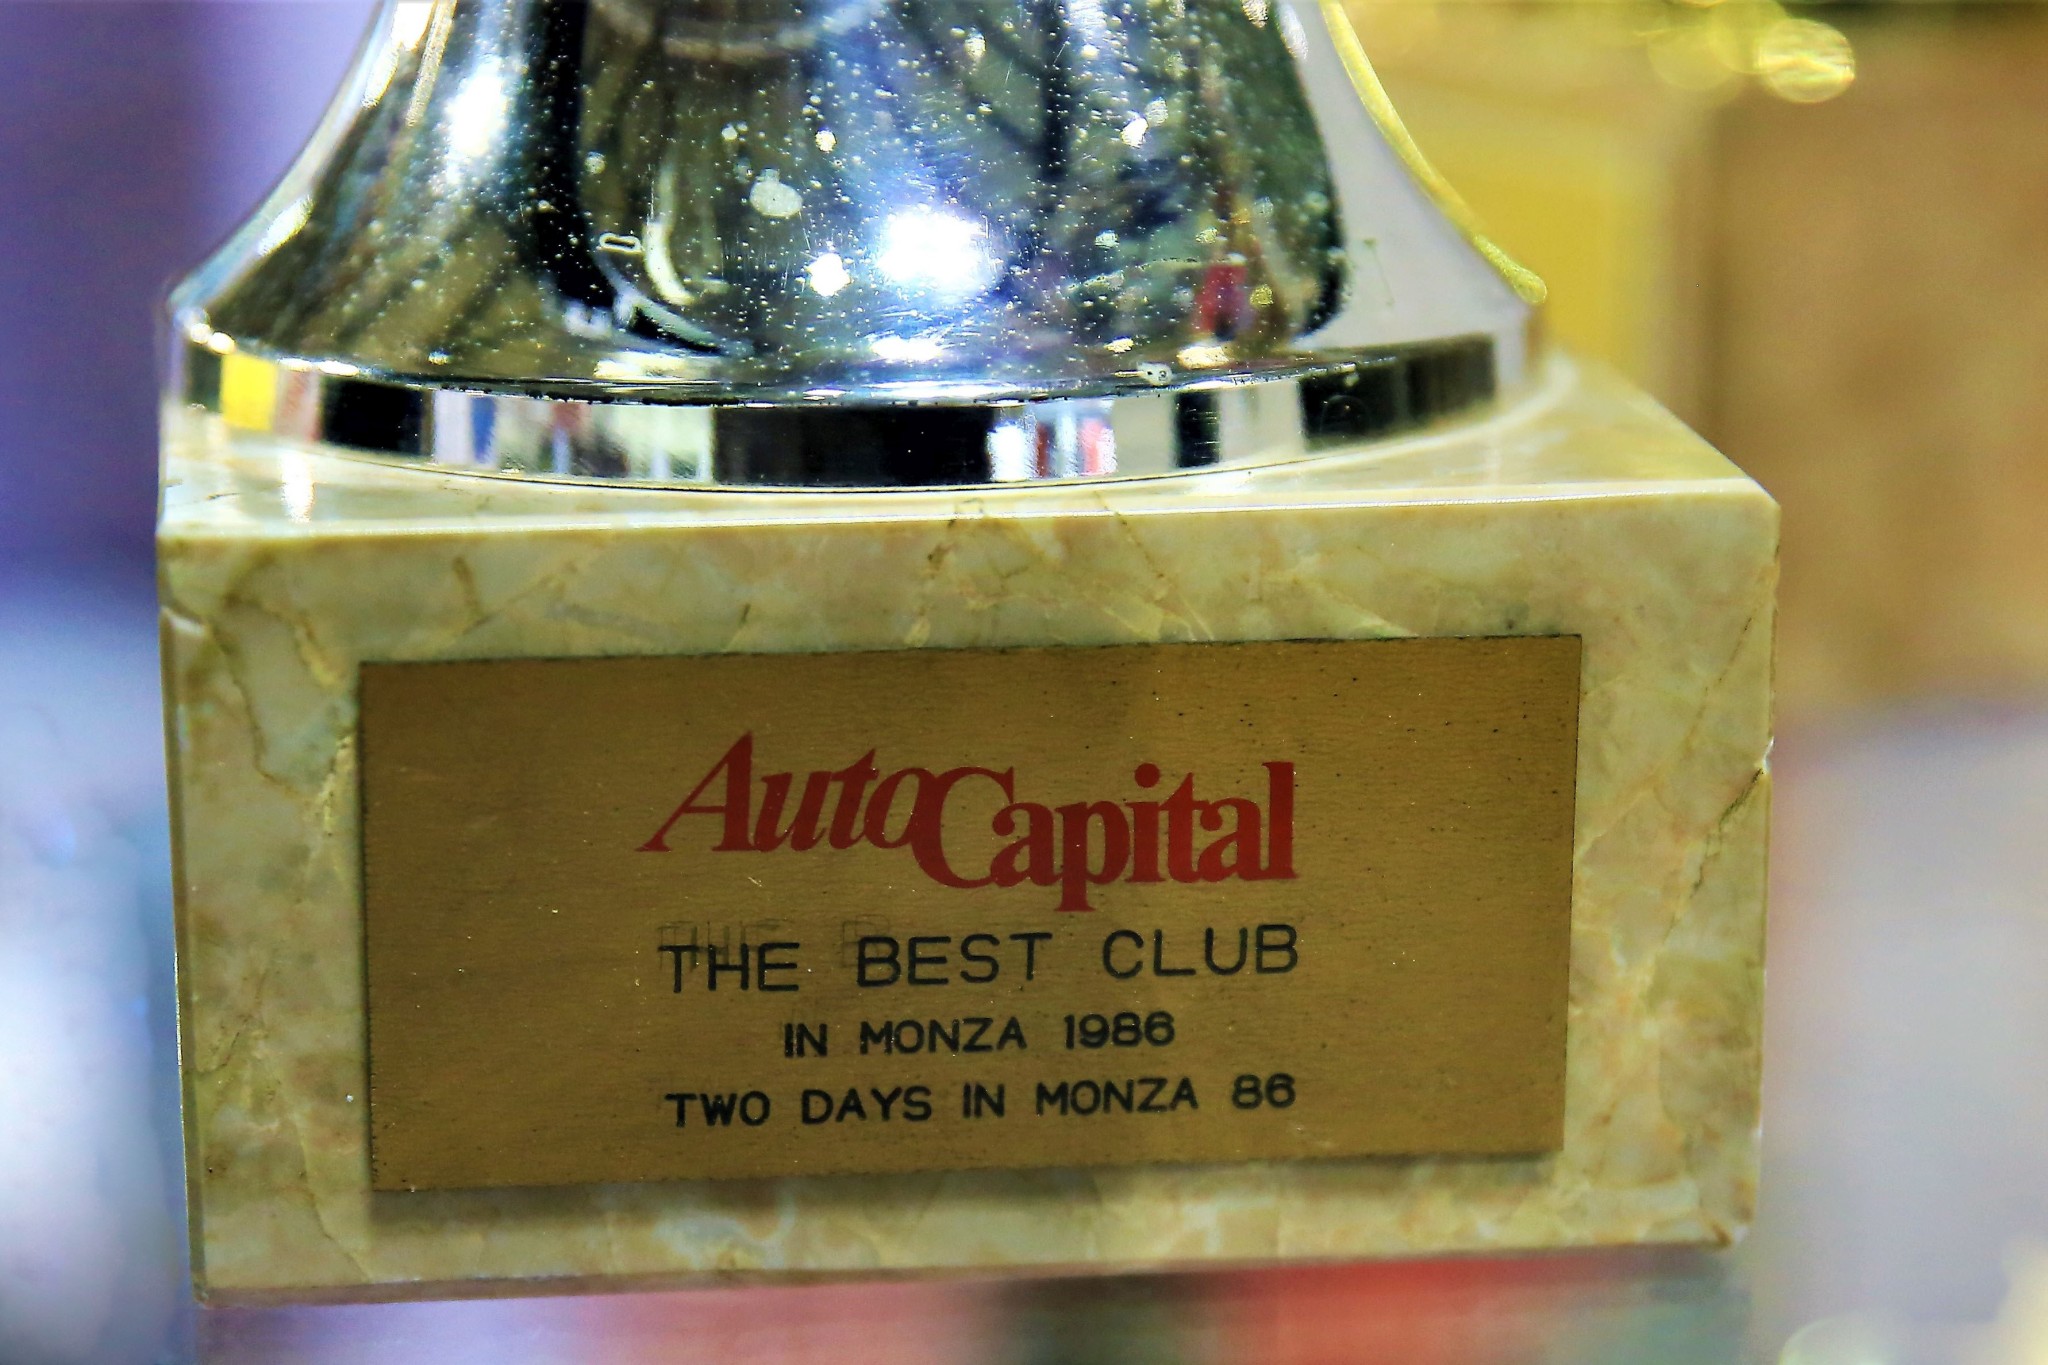 AutoCapital
THE BEST CLUB
IN MONZA 1986
TWO DAYS IN MONZA 86